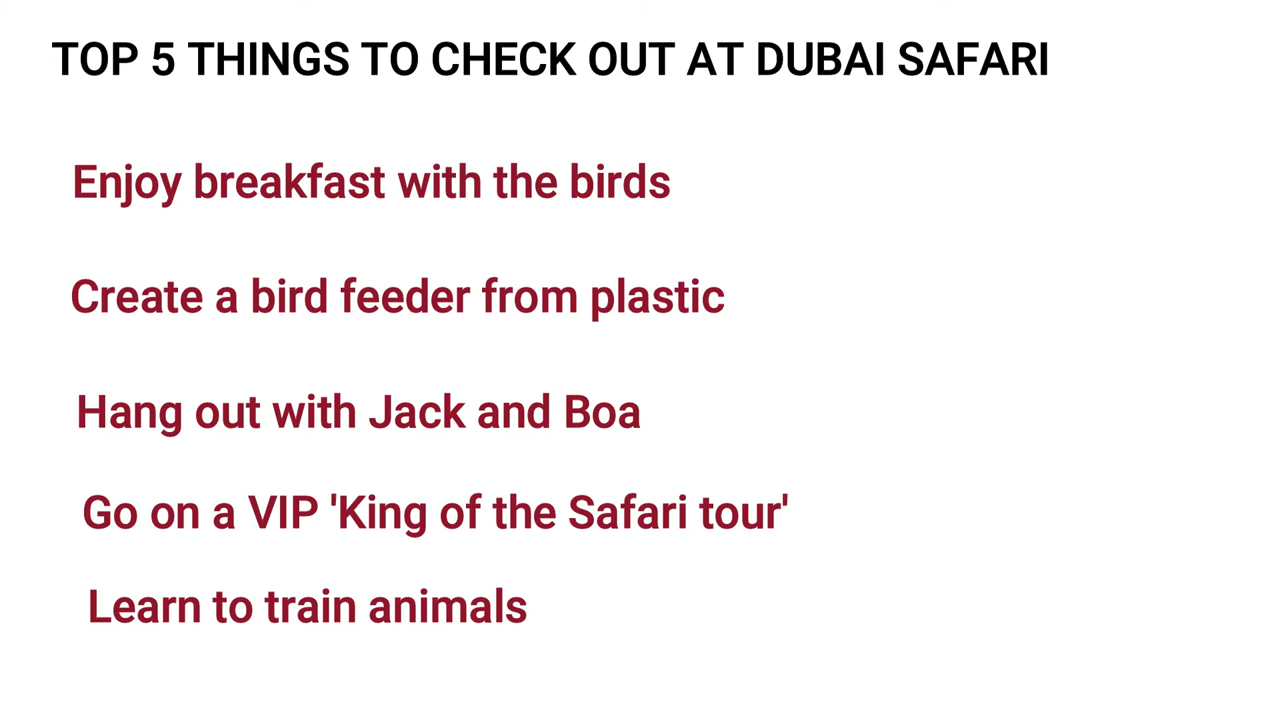 TOP 5 THINGS TO CHECK OUT AT DUBAI SAFARI
Enjoy breakfast with the birds
Create a bird feeder from plastic
Hang out with Jack and Boa
Go on a VIP 'King of the Safari tour'
Learn to train animals